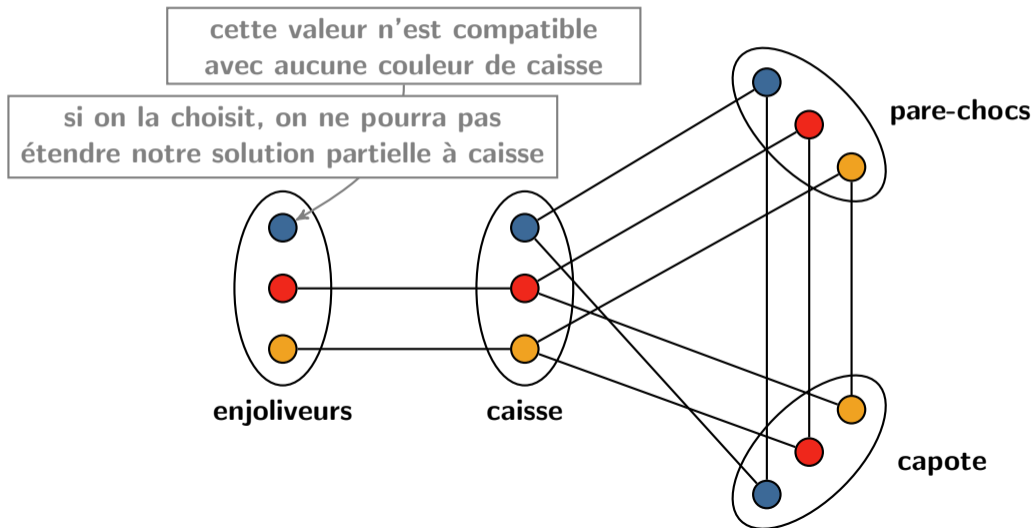 cette valeur n'est compatible
avec aucune couleur de caisse
si on la choisit, on ne pourra pas
étendre notre solution partielle à caisse
pare-chocs
enjoliveurs
caisse
capote